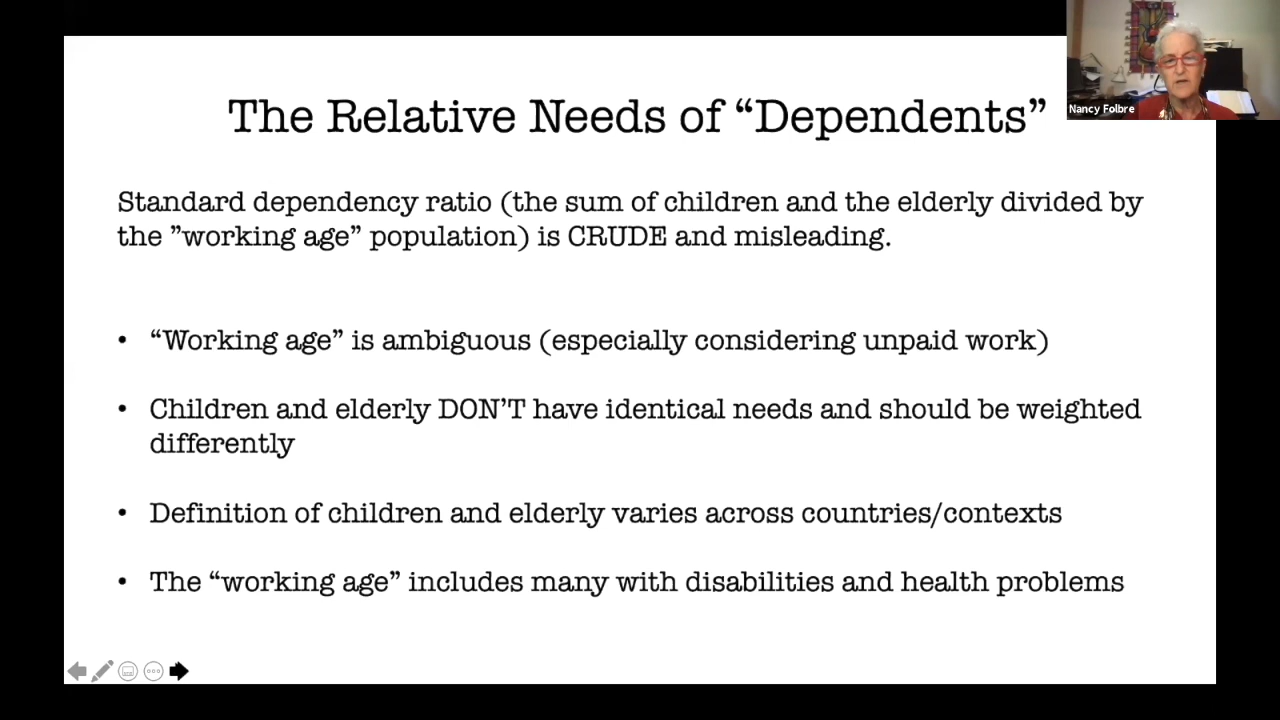 The Relative Needs of “Dependents”
Nancy Folbre
Standard dependency ratio (the sum of children and the elderly divided by
the ”working age” population) is CRUDE and misleading.
• “Working age” is ambiguous (especially considering unpaid work)
• Children and elderly DON’T have identical needs and should be weighted
differently
• Definition of children and elderly varies across countries/contexts
• The “working age” includes many with disabilities and health problems